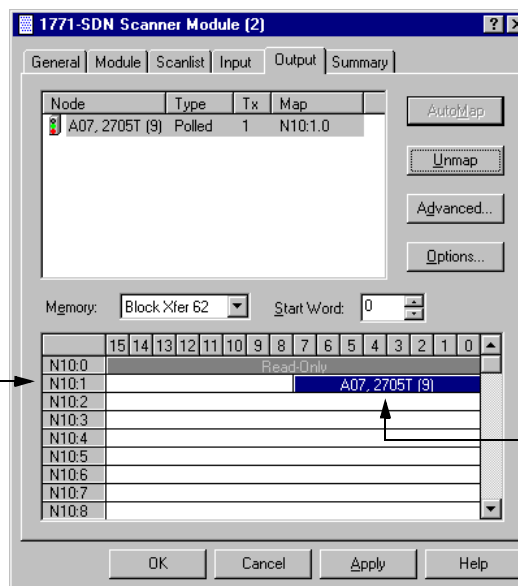 1771-SDN Scanner Module (2)
General Module Scanlist Input Output Summary
Node Type Tx Map
A07, 2705T (9) Polled 1 N10:1.0
AutoMap
Unmap
Advanced...
Options...
Memory: Block Xfer 62 Start Word: 0
15 14 13 12 11 10 9 8 7 6 5 4 3 2 1 0
N10:0 Read-Only
N10:1 A07, 2705T (9)
N10:2
N10:3
N10:4
N10:5
N10:6
N10:7
N10:8
OK Cancel Apply Help